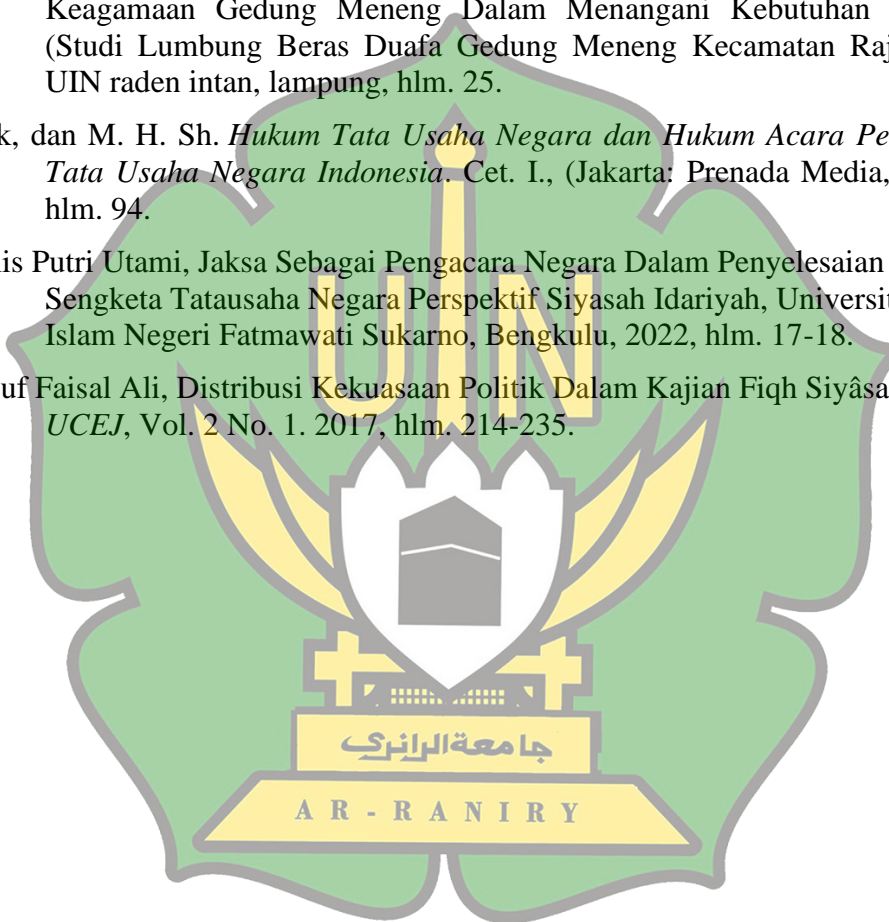 Keagamaan Gedung Meneng Dalam Menangani Kebutuhan
(Studi Lumbung Beras Duafa Gedung Meneng Kecamatan Raj
UIN raden intan, lampung, hlm. 25.
k, dan M. H. Sh. Hukum Tata Usaha Negara dan Hukum Acara Pe
Tata Usaha Negara Indonesia. Cet. I., (Jakarta: Prenada Media,
hlm. 94.
is Putri Utami, Jaksa Sebagai Pengacara Negara Dalam Penyelesaian
Sengketa Tatausaha Negara Perspektif Siyasah Idariyah, Universit
Islam Negeri Fatmawati Sukarno, Bengkulu, 2022, hlm. 17-18.
uf Faisal Ali, Distribusi Kekuasaan Politik Dalam Kajian Fiqh Siyâsa
UCEJ, Vol. 2 No. 1. 2017, hlm. 214-235.
UIN
جامعةالرانري
AR-RANIRY